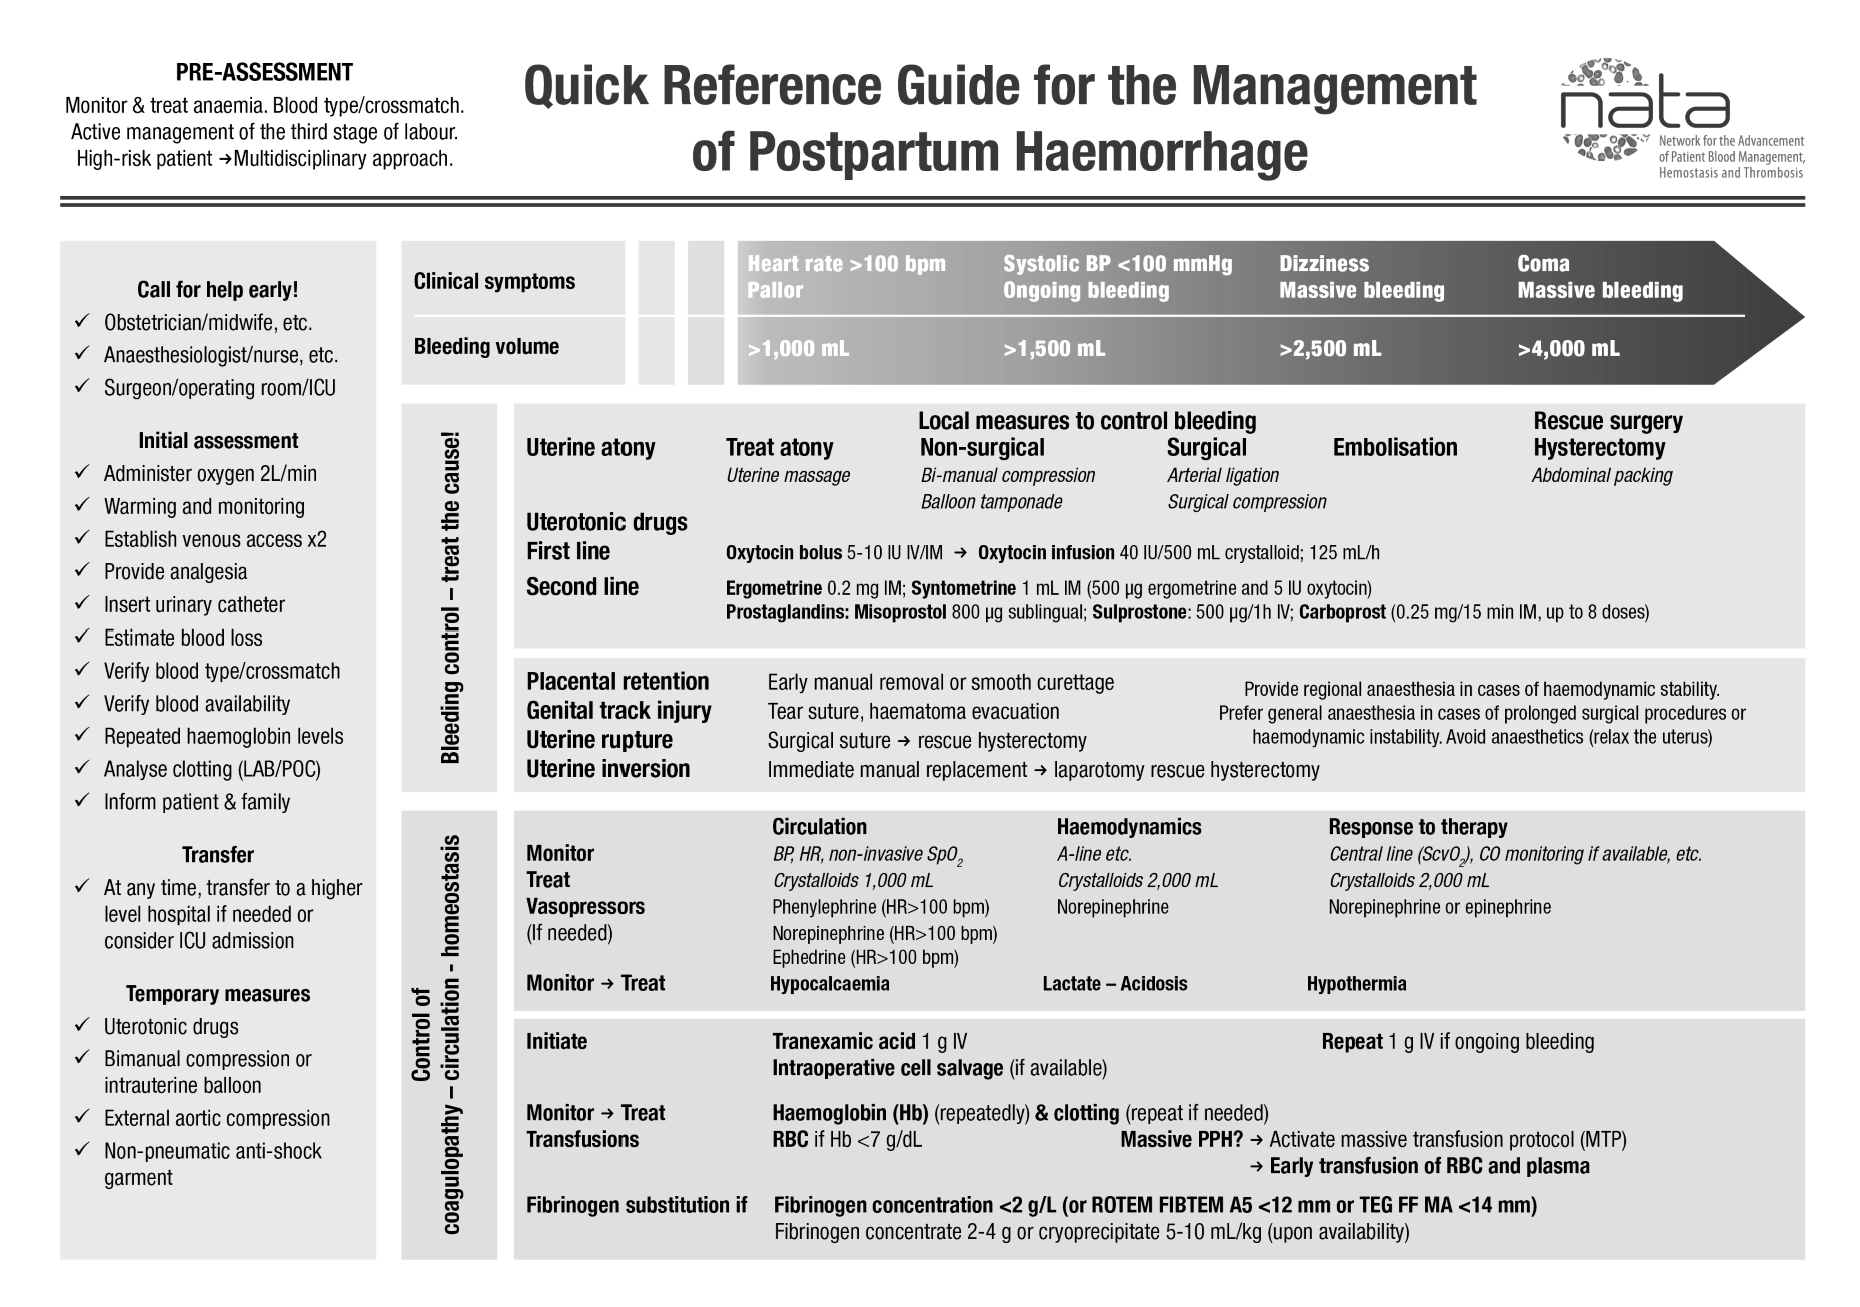 PRE-ASSESSMENT
Monitor & treat anaemia. Blood type/crossmatch.
Active management of the third stage of labour.
High-risk patient →Multidisciplinary approach.
Quick Reference Guide for the Management
of Postpartum Haemorrhage
nata
Network for the Advancement
of Patient Blood Management,
Hemostasis and Thrombosis
Call for help early!
✓ Obstetrician/midwife, etc.
✓ Anaesthesiologist/nurse, etc.
✓ Surgeon/operating room/ICU
Initial assessment
✓ Administer oxygen 2L/min
✓ Warming and monitoring
✓ Establish venous access x2
✓ Provide analgesia
✓ Insert urinary catheter
✓ Estimate blood loss
✓ Verify blood type/crossmatch
✓ Verify blood availability
✓ Repeated haemoglobin levels
✓ Analyse clotting (LAB/POC)
✓ Inform patient & family
Transfer
✓ At any time, transfer to a higher
level hospital if needed or
consider ICU admission
Temporary measures
✓ Uterotonic drugs
✓ Bimanual compression or
intrauterine balloon
✓ External aortic compression
✓ Non-pneumatic anti-shock
garment
Clinical symptoms
Heart rate >100 bpm
Pallor
Systolic BP <100 mmHg
Ongoing bleeding
Dizziness
Massive bleeding
Coma
Massive bleeding
Bleeding volume
>1,000 mL
>1,500 mL
>2,500 mL
>4,000 mL
Bleeding control – treat the cause!
Local measures to control bleeding
Rescue surgery
Uterine atony
Treat atony
Non-surgical
Surgical
Embolisation
Hysterectomy
Uterine massage
Bi-manual compression
Arterial ligation
Abdominal packing
Balloon tamponade
Surgical compression
Uterotonic drugs
First line
Oxytocin bolus 5-10 IU IV/IM → Oxytocin infusion 40 IU/500 mL crystalloid; 125 mL/h
Second line
Ergometrine 0.2 mg IM; Syntometrine 1 mL IM (500 µg ergometrine and 5 IU oxytocin)
Prostaglandins: Misoprostol 800 µg sublingual; Sulprostone: 500 µg/1h IV; Carboprost (0.25 mg/15 min IM, up to 8 doses)
Placental retention
Early manual removal or smooth curettage
Genital track injury
Tear suture, haematoma evacuation
Uterine rupture
Surgical suture → rescue hysterectomy
Uterine inversion
Immediate manual replacement → laparotomy rescue hysterectomy
Provide regional anaesthesia in cases of haemodynamic stability.
Prefer general anaesthesia in cases of prolonged surgical procedures or
haemodynamic instability. Avoid anaesthetics (relax the uterus)
Control of
coagulopathy – circulation - homeostasis
Circulation
Haemodynamics
Response to therapy
Monitor
BP, HR, non-invasive SpO2
A-line etc.
Central line (ScvO2), CO monitoring if available, etc.
Treat
Crystalloids 1,000 mL
Crystalloids 2,000 mL
Crystalloids 2,000 mL
Vasopressors
Phenylephrine (HR>100 bpm)
Norepinephrine
Norepinephrine or epinephrine
(If needed)
Norepinephrine (HR>100 bpm)
Ephedrine (HR>100 bpm)
Monitor → Treat
Hypocalcaemia
Lactate – Acidosis
Hypothermia
Initiate
Tranexamic acid 1 g IV
Repeat 1 g IV if ongoing bleeding
Intraoperative cell salvage (if available)
Monitor → Treat
Haemoglobin (Hb) (repeatedly) & clotting (repeat if needed)
Transfusions
RBC if Hb <7 g/dL
Massive PPH? → Activate massive transfusion protocol (MTP)
→ Early transfusion of RBC and plasma
Fibrinogen substitution if
Fibrinogen concentration <2 g/L (or ROTEM FIBTEM A5 <12 mm or TEG FF MA <14 mm)
Fibrinogen concentrate 2-4 g or cryoprecipitate 5-10 mL/kg (upon availability)